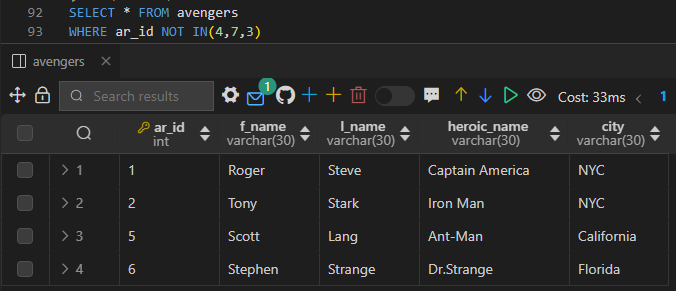 92 SELECT * FROM avengers
93 WHERE ar_id NOT IN(4,7,3)
avengers ×
Search results 1 Cost: 33ms 1
ar_id f_name l_name heroic_name city
int varchar(30) varchar(30) varchar(30) varchar(30)
1 1 Roger Steve Captain America NYC
2 2 Tony Stark Iron Man NYC
3 5 Scott Lang Ant-Man California
4 6 Stephen Strange Dr.Strange Florida